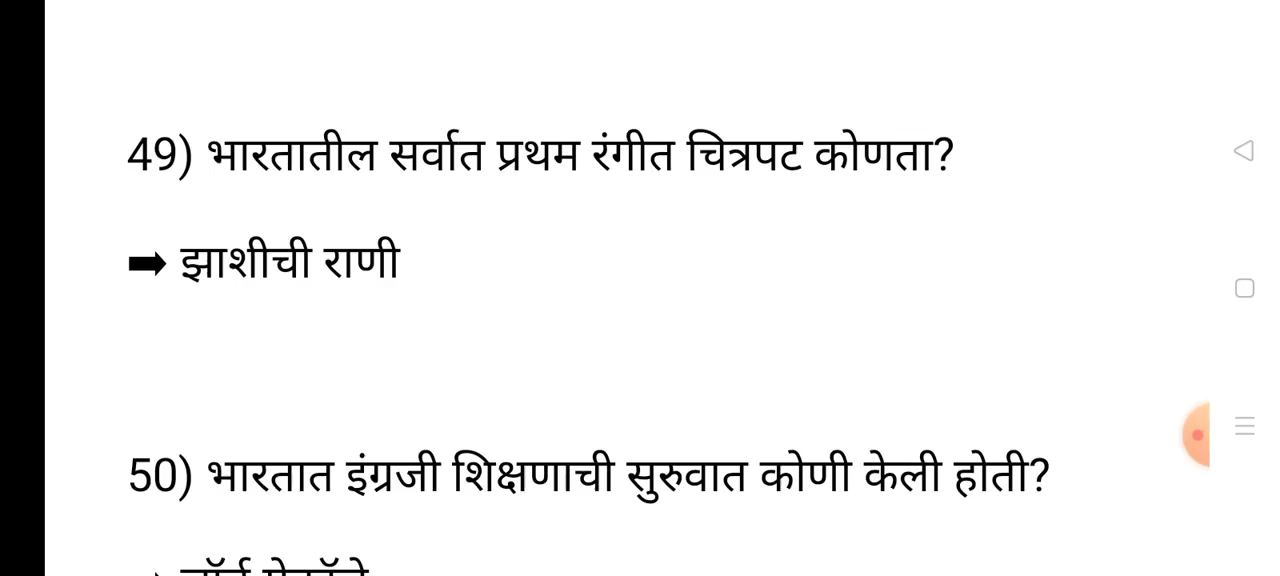 49) भारतातील सर्वात प्रथम रंगीत चित्रपट कोणता?
➡ झाशीची राणी
50) भारतात इंग्रजी शिक्षणाची सुरुवात कोणी केली होती?